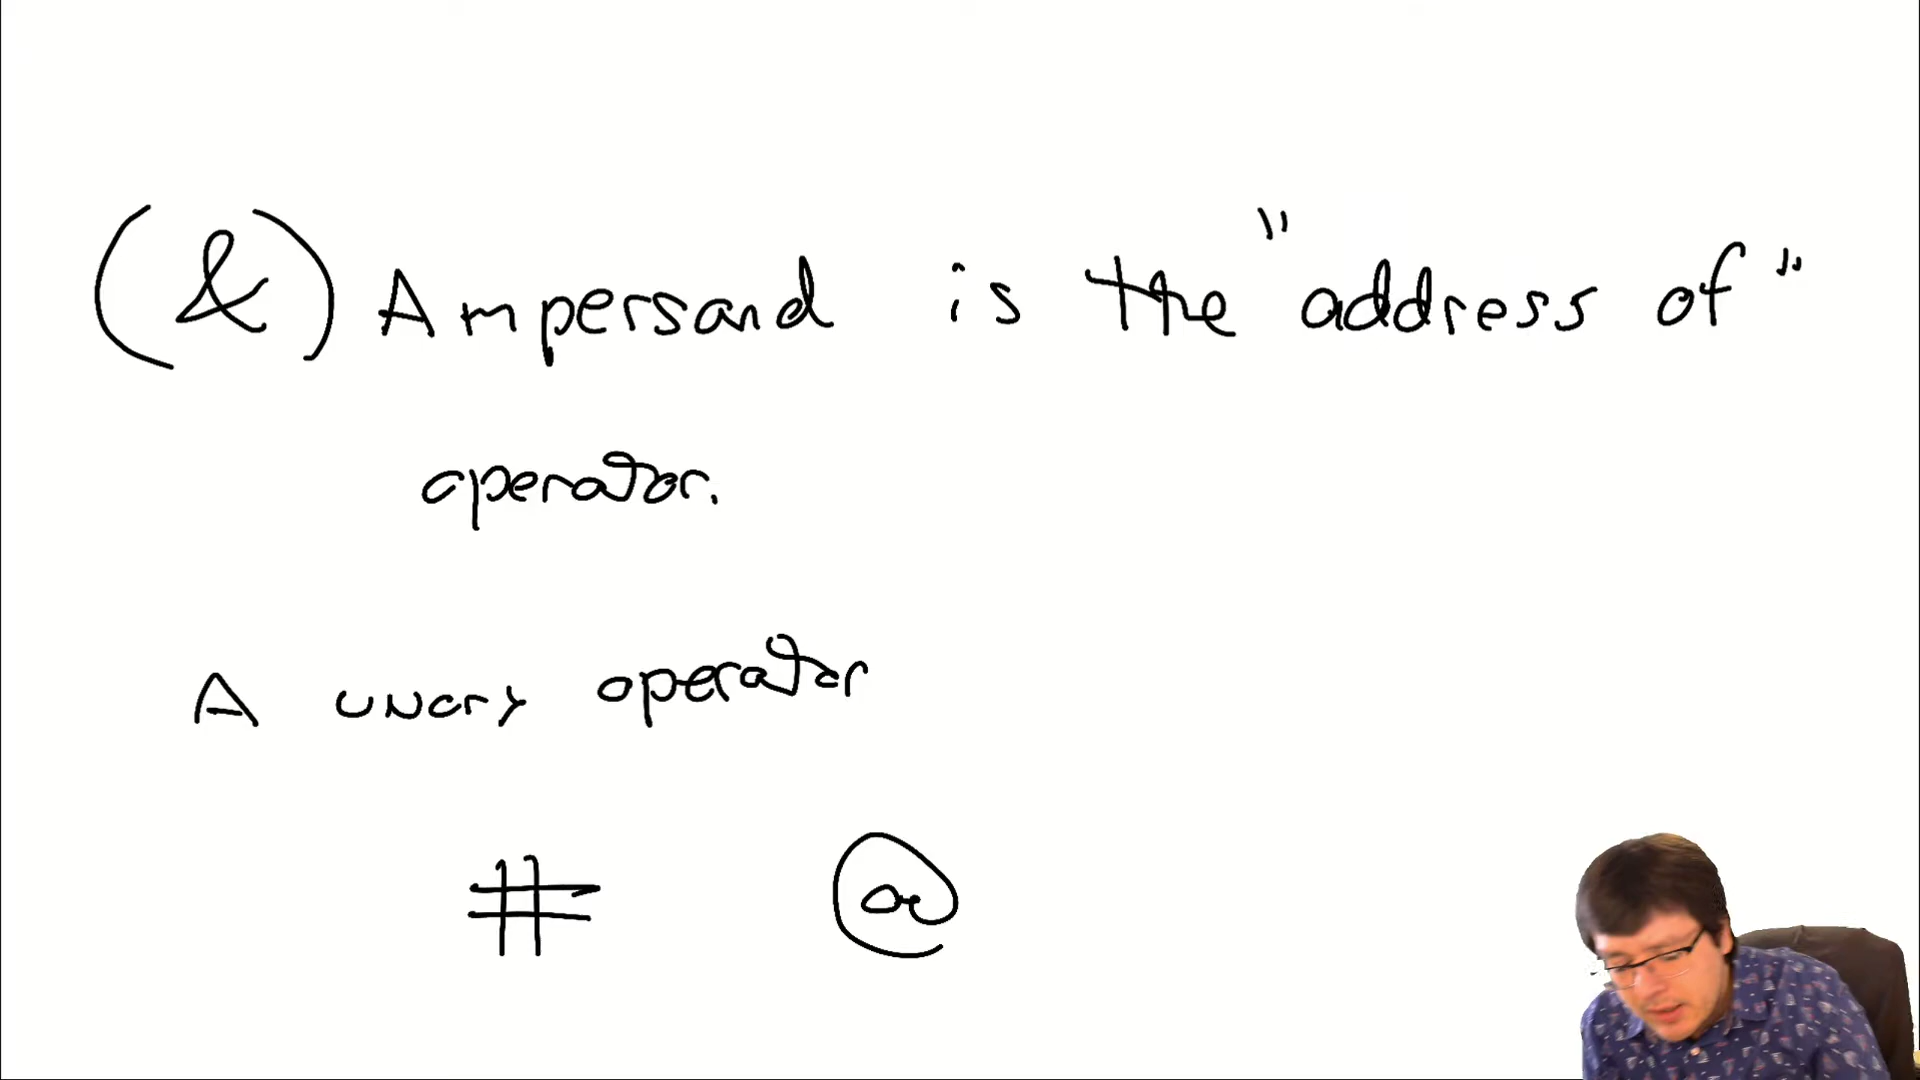 (&) Ampersand is the "address of"
operator.
A unary operator
# @